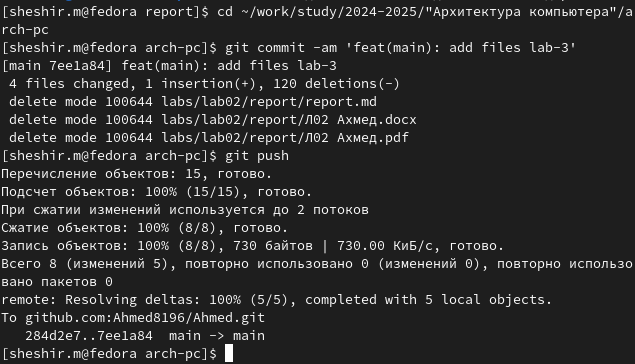 [sheshir.m@fedora report]$ cd ~/work/study/2024-2025/"Архитектура компьютера"/a
rch-pc
[sheshir.m@fedora arch-pc]$ git commit -am 'feat(main): add files lab-3'
[main 7ee1a84] feat(main): add files lab-3
 4 files changed, 1 insertion(+), 120 deletions(-)
 delete mode 100644 labs/lab02/report/report.md
 delete mode 100644 labs/lab02/report/Л02 Ахмед.docx
 delete mode 100644 labs/lab02/report/Л02 Ахмед.pdf
[sheshir.m@fedora arch-pc]$ git push
Перечисление объектов: 15, готово.
Подсчет объектов: 100% (15/15), готово.
При сжатии изменений используется до 2 потоков
Сжатие объектов: 100% (8/8), готово.
Запись объектов: 100% (8/8), 730 байтов | 730.00 КиБ/с, готово.
Всего 8 (изменений 5), повторно использовано 0 (изменений 0), повторно использо
вано пакетов 0
remote: Resolving deltas: 100% (5/5), completed with 5 local objects.
To github.com:Ahmed8196/Ahmed.git
   284d2e7..7ee1a84  main -> main
[sheshir.m@fedora arch-pc]$